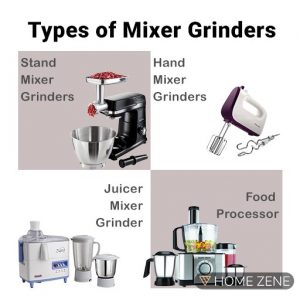 Types of Mixer Grinders
Stand
Mixer
Grinders
Hand
Mixer
Grinders
Juicer
Mixer
Grinder
Food
Processor
HOME ZENE